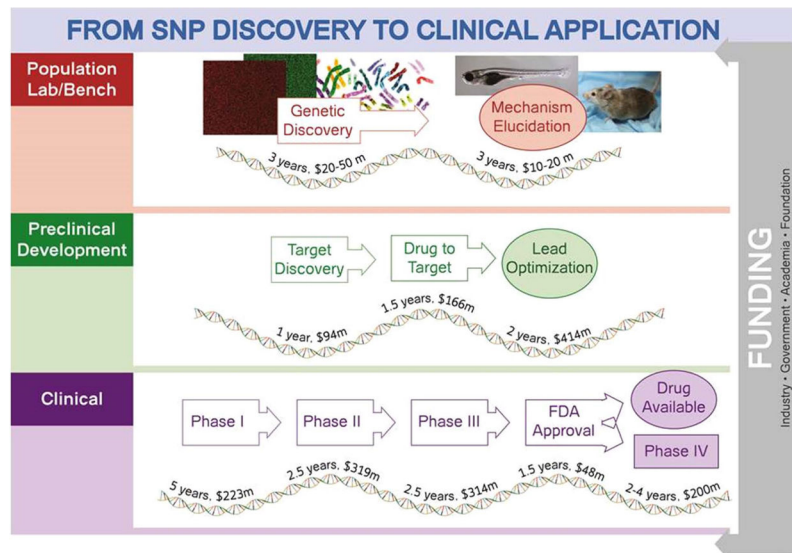 FROM SNP DISCOVERY TO CLINICAL APPLICATION
Population
Lab/Bench
Genetic
Discovery
Mechanism
Elucidation
3 years, $20-50 m
3 years, $10-20 m
Preclinical
Development
Target
Discovery
Drug to
Target
Lead
Optimization
1 year, $94m
1.5 years, $166m
2 years, $414m
Clinical
Phase I
Phase II
Phase III
FDA
Approval
Drug
Available
Phase IV
5 years, $223m
2.5 years, $319m
2.5 years, $314m
1.5 years, $48m
2-4 years, $200m
FUNDING
Industry • Government • Academia • Foundation